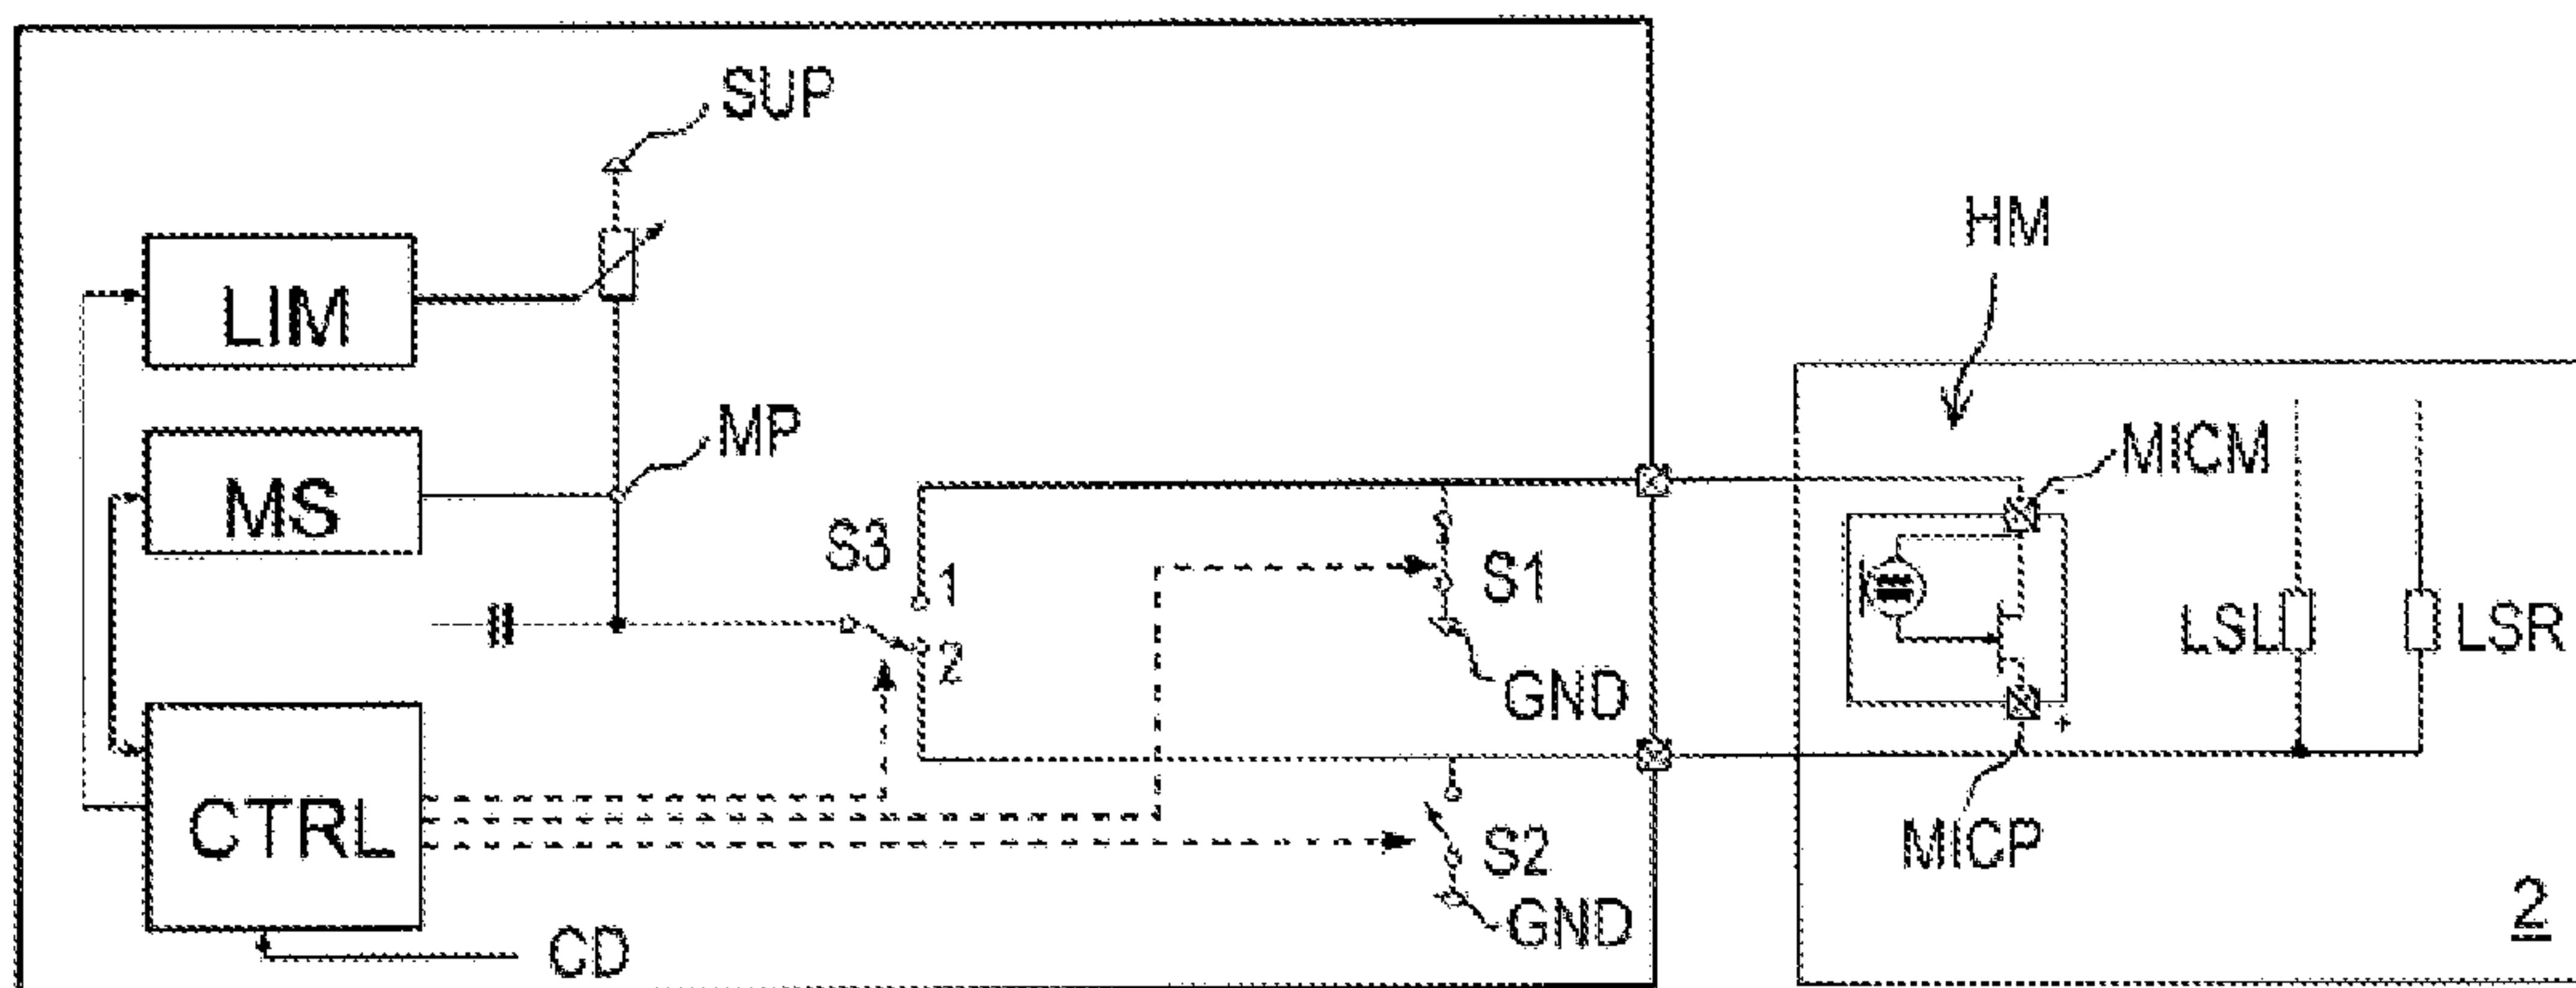 SUP
HM
LIM
MP
MICM
-
MS
S3
1
S1
2
LSL
LSR
GND
+
CTRL
S2
MICP
GND
2
CD